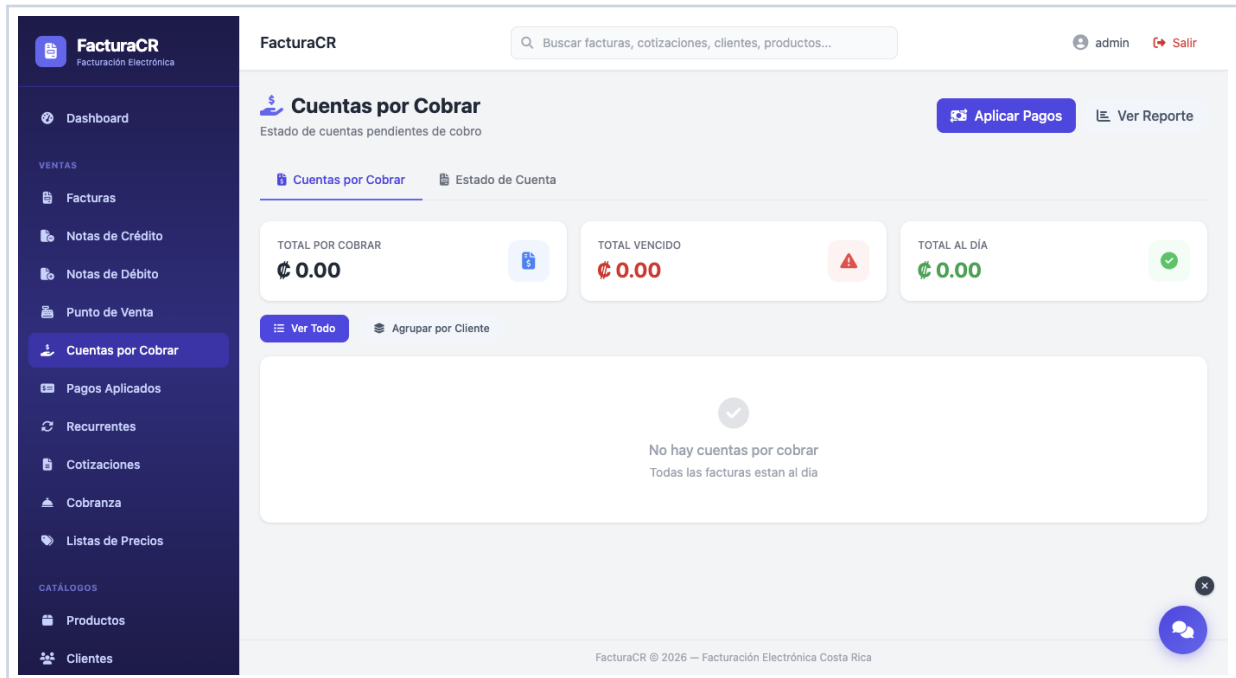 FacturaCR
Facturación Electrónica
Dashboard
VENTAS
Facturas
Notas de Crédito
Notas de Débito
Punto de Venta
Cuentas por Cobrar
Pagos Aplicados
Recurrentes
Cotizaciones
Cobranza
Listas de Precios
CATÁLOGOS
Productos
Clientes
FacturaCR
Buscar facturas, cotizaciones, clientes, productos...
admin
Salir
Cuentas por Cobrar
Estado de cuentas pendientes de cobro
Aplicar Pagos
Ver Reporte
Cuentas por Cobrar
Estado de Cuenta
TOTAL POR COBRAR
₡ 0.00
TOTAL VENCIDO
₡ 0.00
TOTAL AL DÍA
₡ 0.00
Ver Todo
Agrupar por Cliente
No hay cuentas por cobrar
Todas las facturas estan al dia
FacturaCR © 2026 — Facturación Electrónica Costa Rica